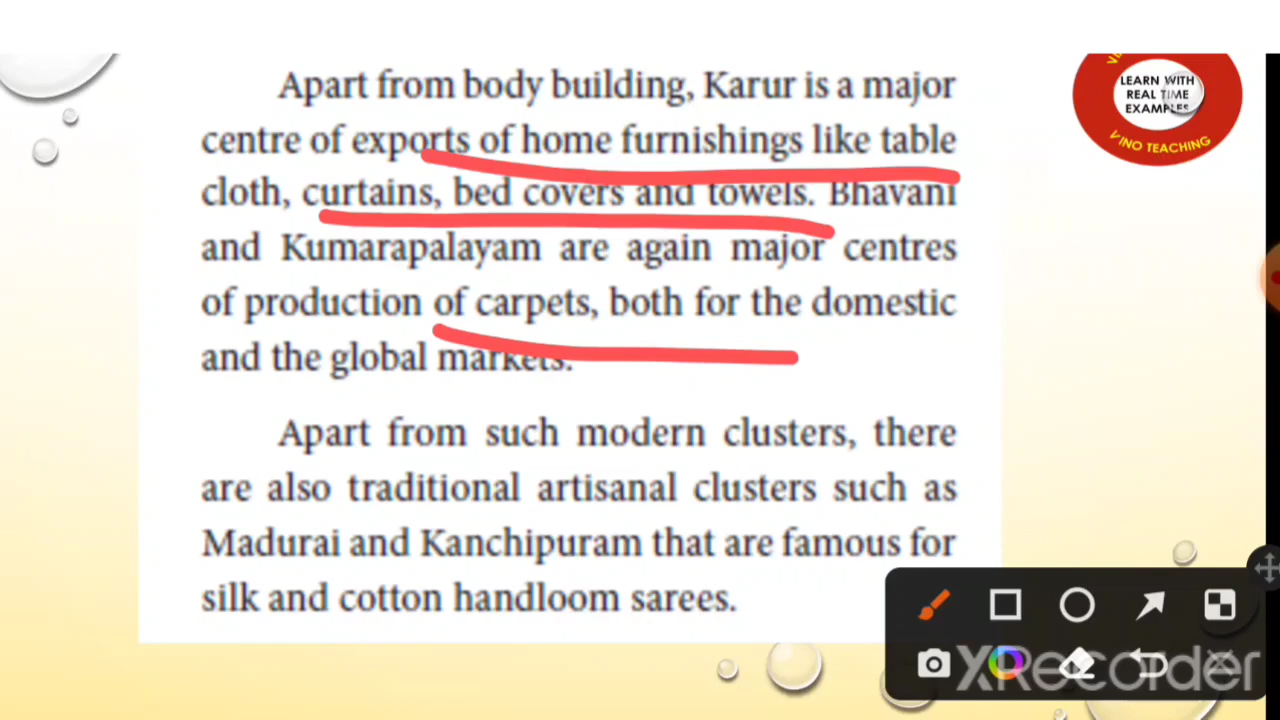 Apart from body building, Karur is a major
centre of exports of home furnishings like table
cloth, curtains, bed covers and towels. Bhavani
and Kumarapalayam are again major centres
of production of carpets, both for the domestic
and the global markets.
Apart from such modern clusters, there
are also traditional artisanal clusters such as
Madurai and Kanchipuram that are famous for
silk and cotton handloom sarees.
LEARN WITH
REAL TIME
EXAMPLES
VINO TEACHING
XRecorder